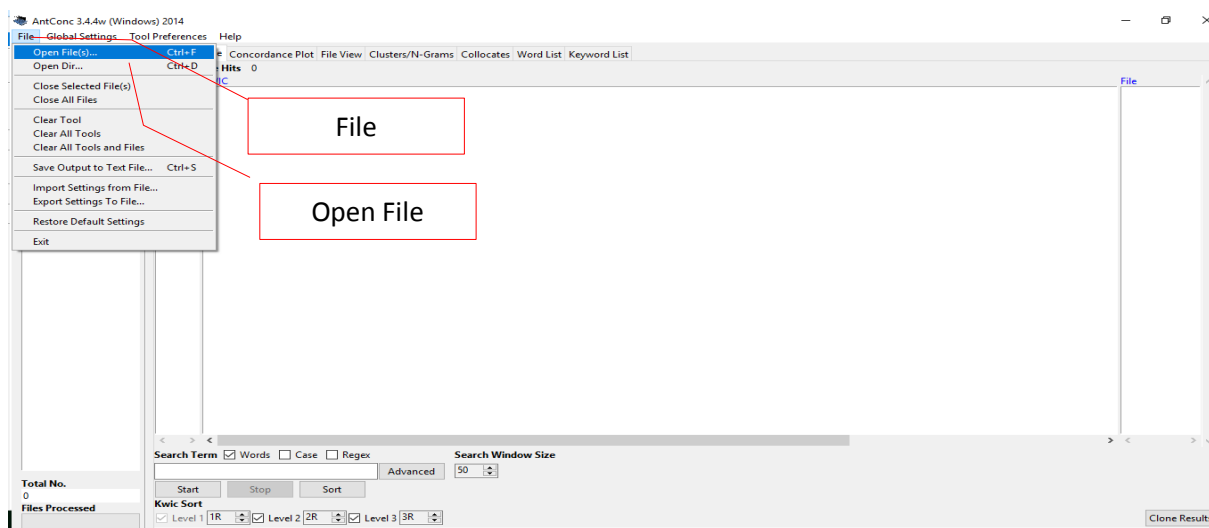 AntConc 3.4.4w (Windows) 2014
File Global Settings Tool Preferences Help
Open File(s)... Ctrl+F
Concordance Plot File View Clusters/N-Grams Collocates Word List Keyword List
Open Dir... Ctrl+D
Hits 0
File
Close Selected File(s)
Close All Files
Clear Tool
Clear All Tools
Clear All Tools and Files
Save Output to Text File... Ctrl+S
Import Settings from File...
Export Settings To File...
Restore Default Settings
Exit
File
Open File
Search Term Words Case Regex Search Window Size
Advanced 50
Total No.
0
Files Processed
Start Stop Sort
Kwic Sort
Level 1 1R Level 2 2R Level 3 3R
Clone Result